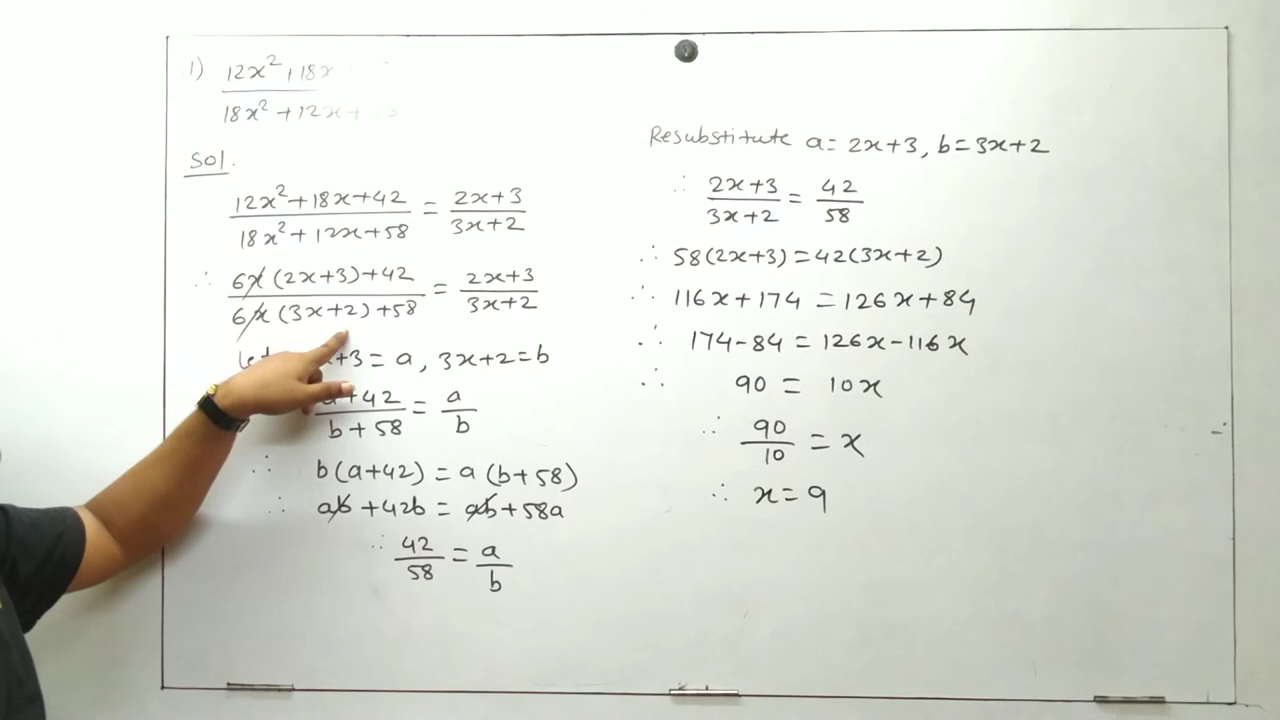 1) 12x² + 18x
18x² + 12x +
Sol.
12x² + 18x + 42 / 18x² + 12x + 58 = 2x + 3 / 3x + 2
∴ 6x (2x + 3) + 42 / 6x (3x + 2) + 58 = 2x + 3 / 3x + 2
Let +3 = a, 3x + 2 = b
a + 42 / b + 58 = a / b
∴ b(a + 42) = a (b + 58)
∴ ab + 42b = ab + 58a
∴ 42 / 58 = a / b
Resubstitute a = 2x + 3, b = 3x + 2
∴ 2x + 3 / 3x + 2 = 42 / 58
∴ 58(2x + 3) = 42(3x + 2)
∴ 116x + 174 = 126x + 84
∴ 174 - 84 = 126x - 116x
∴ 90 = 10x
∴ 90 / 10 = x
∴ x = 9